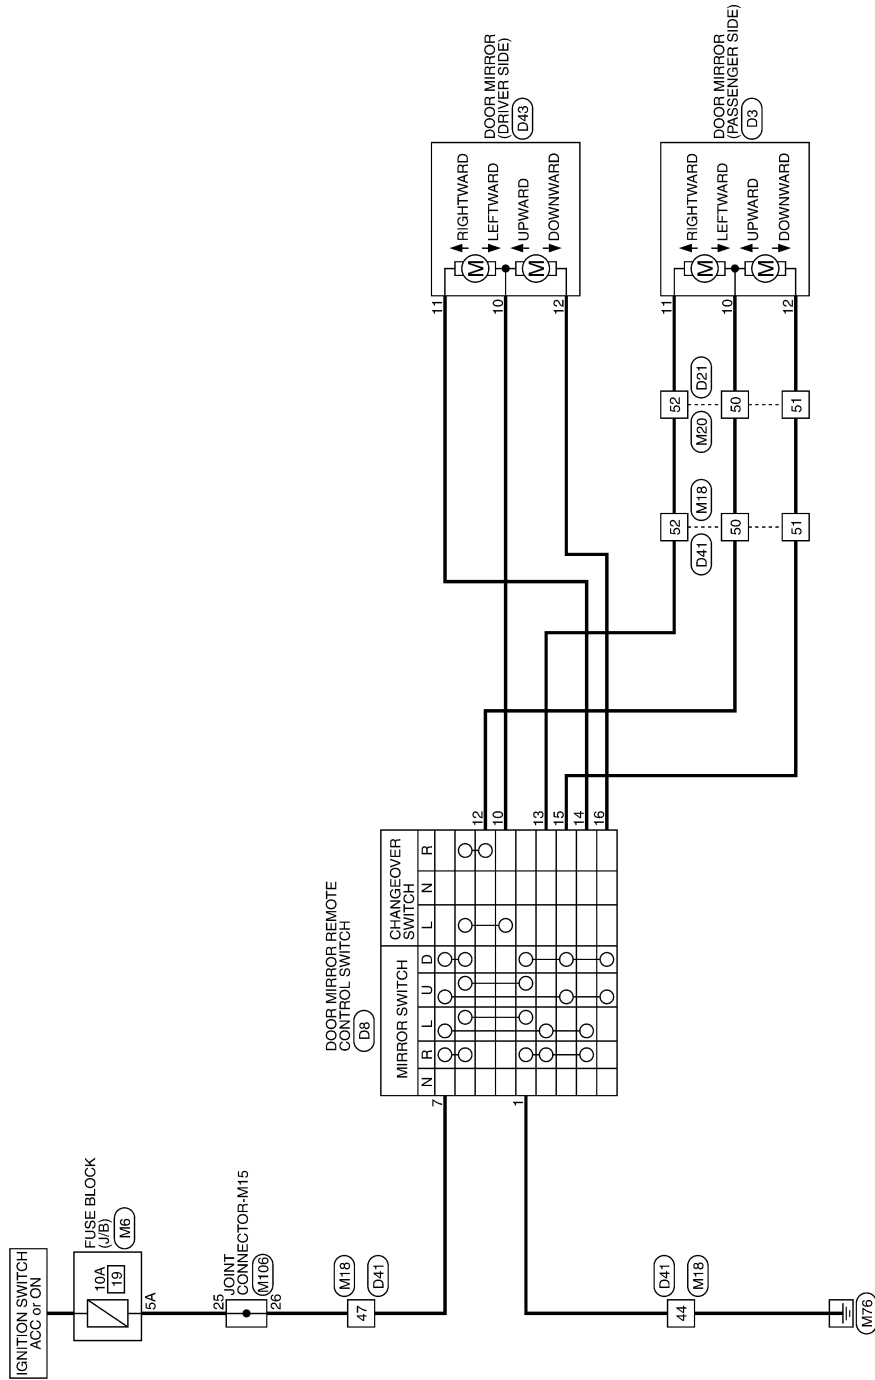 IGNITION SWITCH
ACC or ON
FUSE BLOCK
(J/B)
M6
10A
19
5A
25
JOINT
CONNECTOR-M15
M106
26
M18
47
D41
D41
44
M18
M76
DOOR MIRROR REMOTE
CONTROL SWITCH
D8
MIRROR SWITCH
CHANGEOVER
SWITCH
N R L U D L N R
7
1
12
10
13
15
14
16
DOOR MIRROR
(DRIVER SIDE)
D43
11
10
12
M
M
RIGHTWARD
LEFTWARD
UPWARD
DOWNWARD
DOOR MIRROR
(PASSENGER SIDE)
D3
11
10
12
M
M
RIGHTWARD
LEFTWARD
UPWARD
DOWNWARD
52
D41 M18
50
51
52
M20 D21
50
51